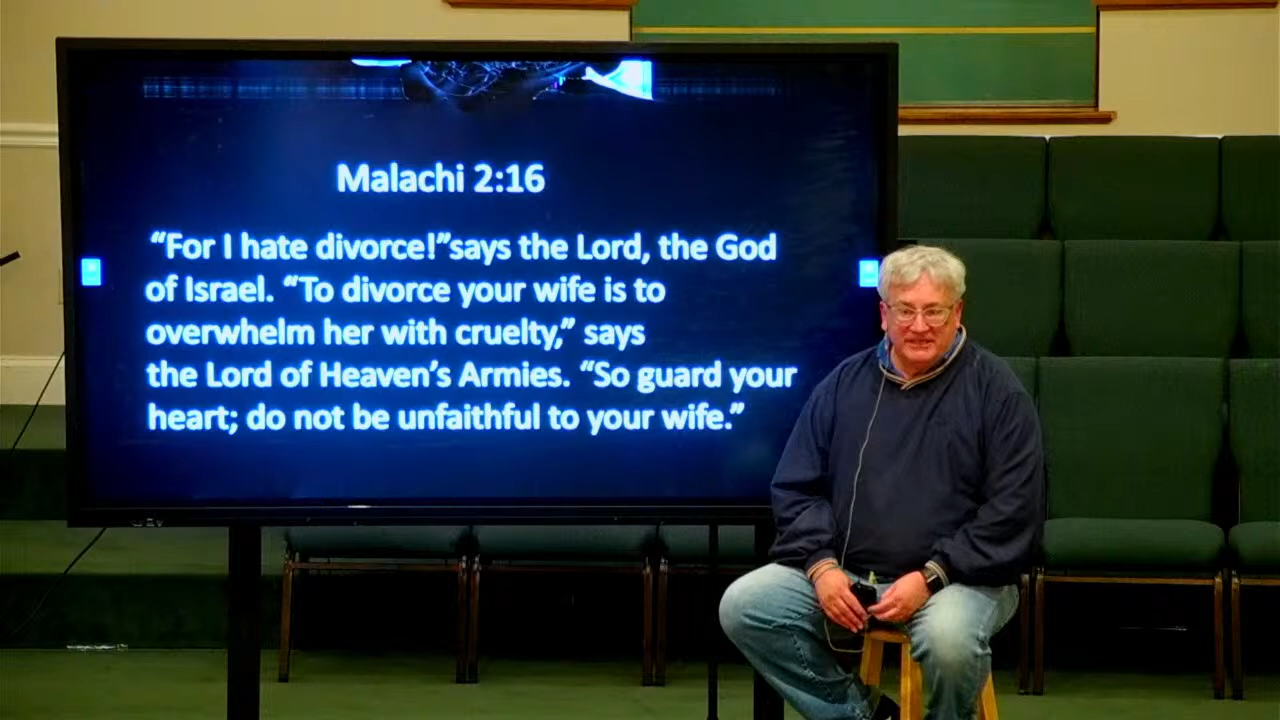 Malachi 2:16
“For I hate divorce!”says the Lord, the God
of Israel. “To divorce your wife is to
overwhelm her with cruelty,” says
the Lord of Heaven’s Armies. “So guard your
heart; do not be unfaithful to your wife.”